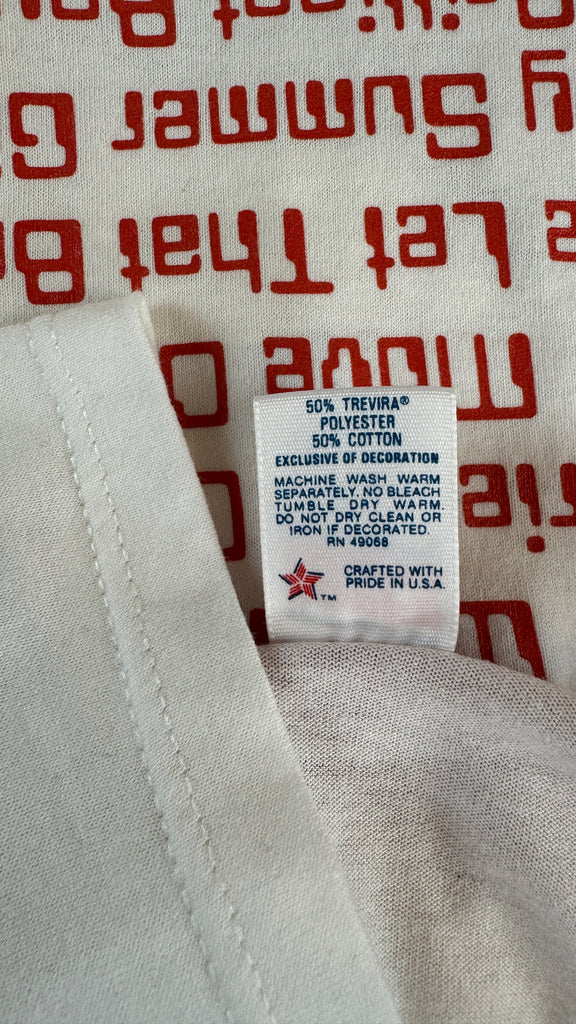 Move
Let That
Summer
50% TREVIRA®
POLYESTER
50% COTTON
EXCLUSIVE OF DECORATION
MACHINE WASH WARM
SEPARATELY. NO BLEACH
TUMBLE DRY WARM.
DO NOT DRY CLEAN OR
IRON IF DECORATED.
RN 49068
CRAFTED WITH
PRIDE IN U.S.A.
TM